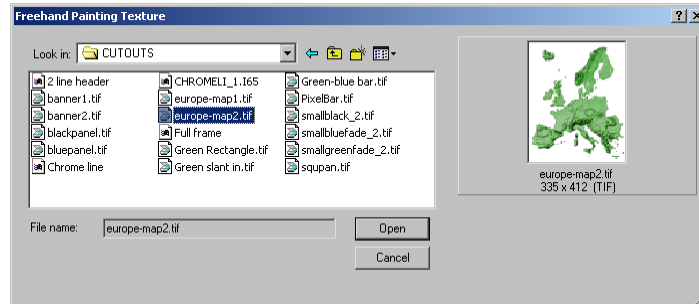 Freehand Painting Texture
Look in: CUTOUTS
2 line header
banner1.tif
banner2.tif
blackpanel.tif
bluepanel.tif
Chrome line
CHROMELI_1.I65
europe-map1.tif
europe-map2.tif
Full frame
Green Rectangle.tif
Green slant in.tif
Green-blue bar.tif
PixelBar.tif
smallblack_2.tif
smallbluefade_2.tif
smallgreenfade_2.tif
squpan.tif
europe-map2.tif
335 x 412 (TIF)
File name: europe-map2.tif
Open
Cancel